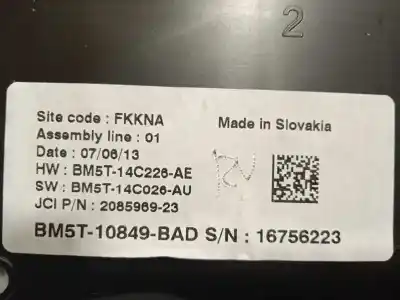 2
Site code : FKKNA
Made in Slovakia
Assembly line : 01
Date : 07/06/13
HW : BM5T-14C226-AE
SW : BM5T-14C026-AU
JCI P/N : 2085969-23
BM5T-10849-BAD S/N : 16756223